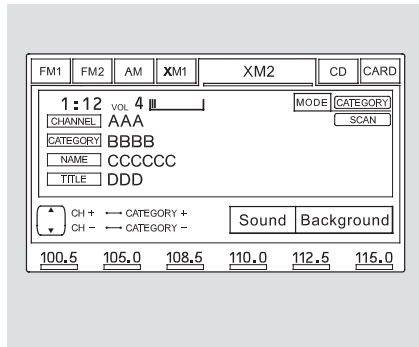 FM1 FM2 AM XM1 XM2 CD CARD
1:12 VOL 4 MODE CATEGORY
CHANNEL AAA SCAN
CATEGORY BBBB
NAME CCCCCC
TITLE DDD
CH + CATEGORY +
CH – CATEGORY –
Sound Background
100.5 105.0 108.5 110.0 112.5 115.0